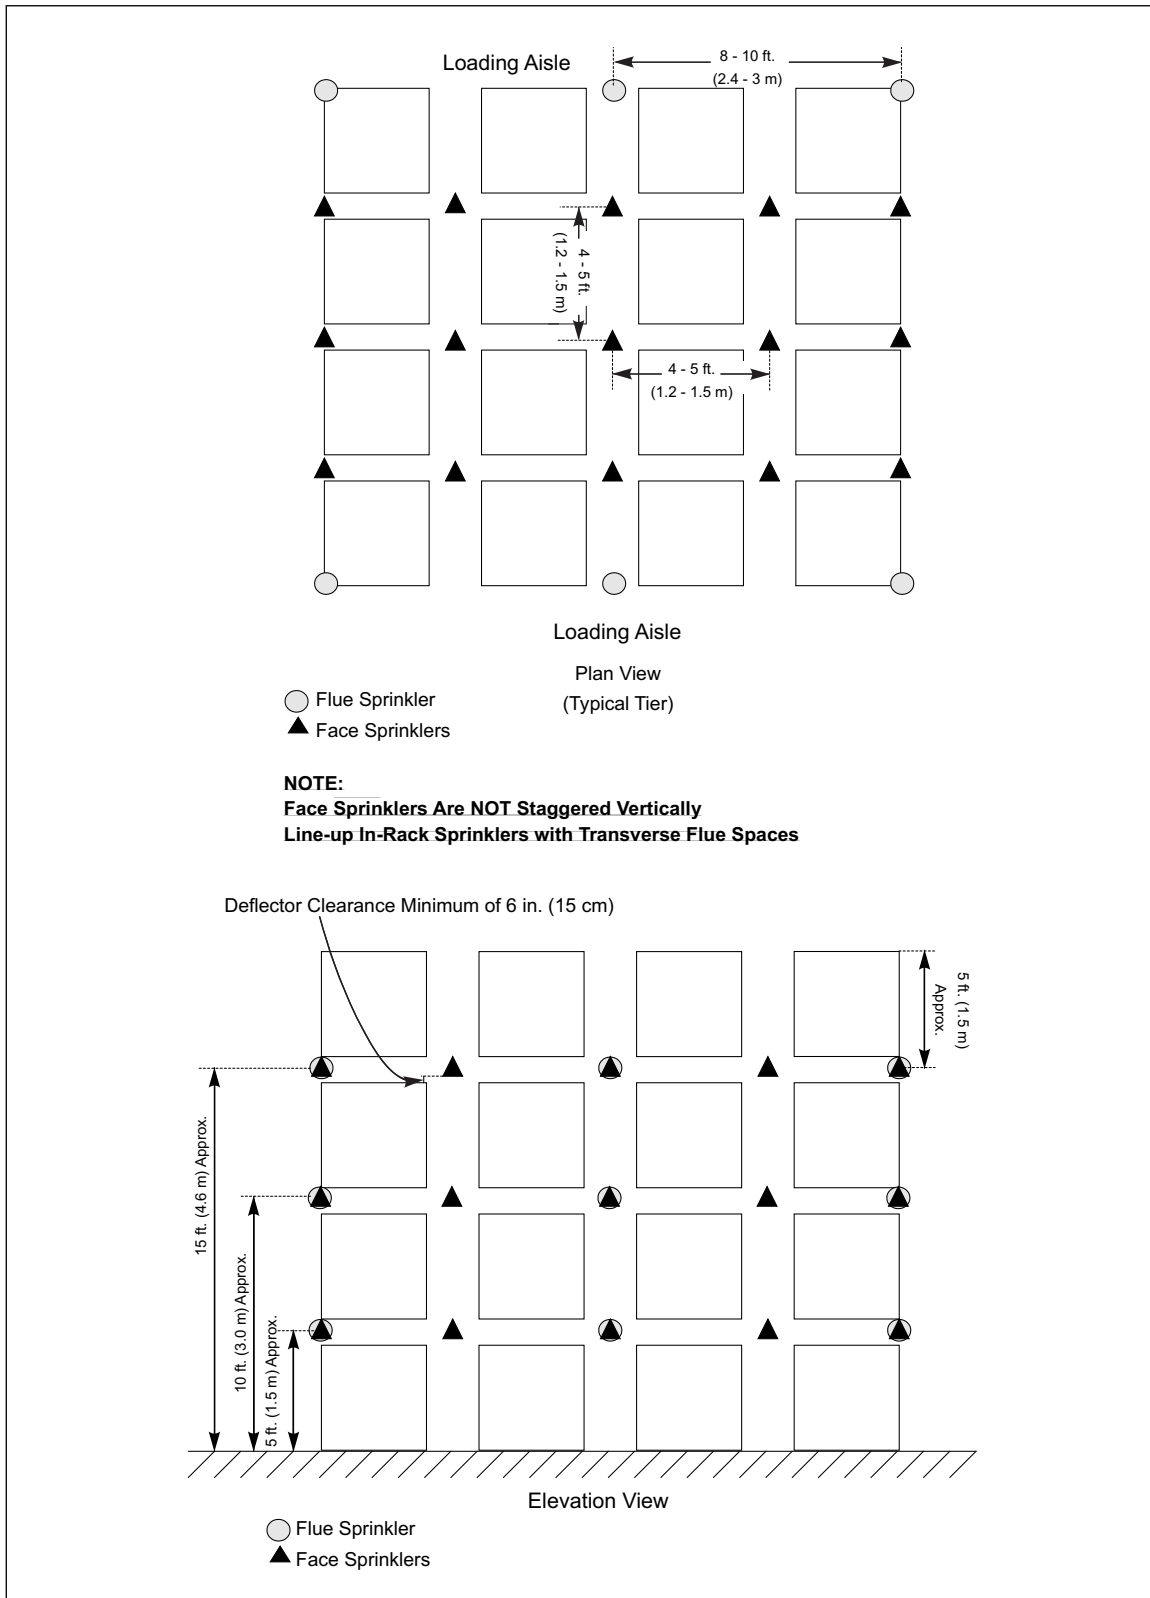 Loading Aisle
8 - 10 ft.
(2.4 - 3 m)
4 - 5 ft.
(1.2 - 1.5 m)
4 - 5 ft.
(1.2 - 1.5 m)
Loading Aisle
Plan View
(Typical Tier)
Flue Sprinkler
Face Sprinklers
NOTE:
Face Sprinklers Are NOT Staggered Vertically
Line-up In-Rack Sprinklers with Transverse Flue Spaces
Deflector Clearance Minimum of 6 in. (15 cm)
5 ft. (1.5 m)
Approx.
15 ft. (4.6 m) Approx.
10 ft. (3.0 m) Approx.
5 ft. (1.5 m) Approx.
Elevation View
Flue Sprinkler
Face Sprinklers